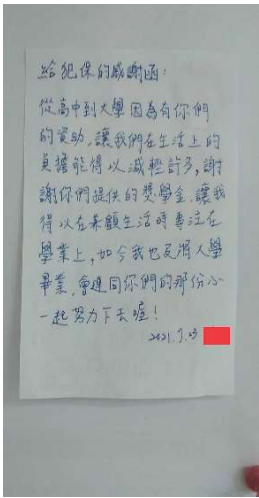 給犯保的感謝函：
從高中到大學因為有你們
的資助，讓我們在生活上的
負擔能得以減輕許多，謝
謝你們提供的獎學金，讓我
得以在兼顧生活時專注在
學業上，如今我也及將大學
畢業，會連同你們的那份心
一起努力下去喔！
2021.9.23